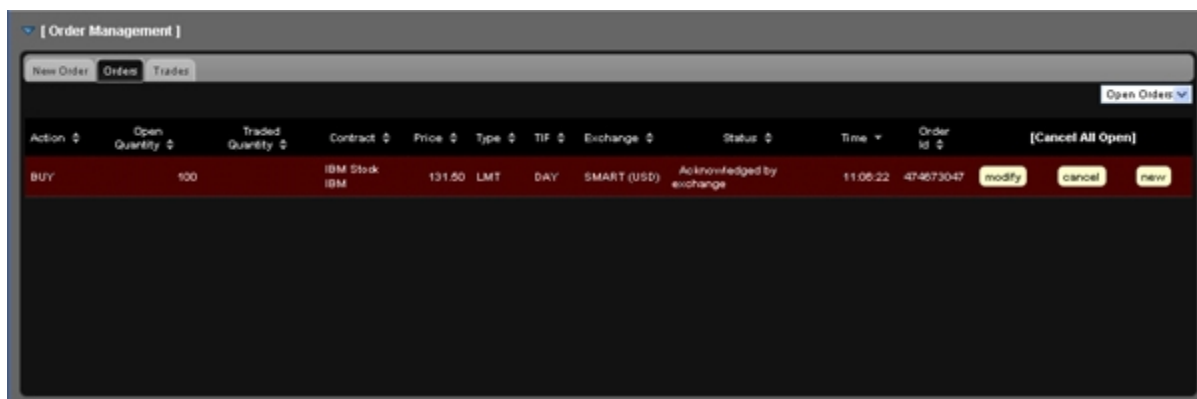 [ Order Management ]
New Order Orders Trades
Open Orders
Action Open Quantity Traded Quantity Contract Price Type TIF Exchange Status Time Order Id [Cancel All Open]
BUY 100 IBM Stock IBM 131.50 LMT DAY SMART (USD) Acknowledged by exchange 11:06:22 474673047 modify cancel new